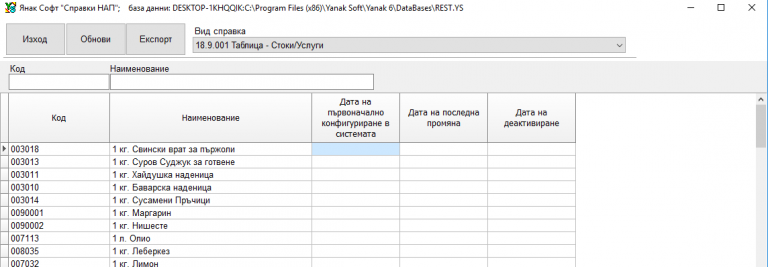 Янак Софт "Справки НАП"; база данни: DESKTOP-1KHQQIK:C:\Program Files (x86)\Yanak Soft\Yanak 6\DataBases\REST.YS
Изход Обнови Експорт
Вид справка
18.9.001 Таблица - Стоки/Услуги
Код Наименование
Код Наименование Дата на първоначално конфигуриране в системата Дата на последна промяна Дата на деактивиране
003018 1 кг. Свински врат за пържоли
003013 1 кг. Суров Суджук за готвене
003011 1 кг. Хайдушка наденица
003010 1 кг. Баварска наденица
003014 1 кг. Сусамени Пръчици
0090001 1 кг. Маргарин
0090002 1 кг. Нишесте
007113 1 л. Олио
008035 1 кг. Леберкез
007032 1 кг. Лимон